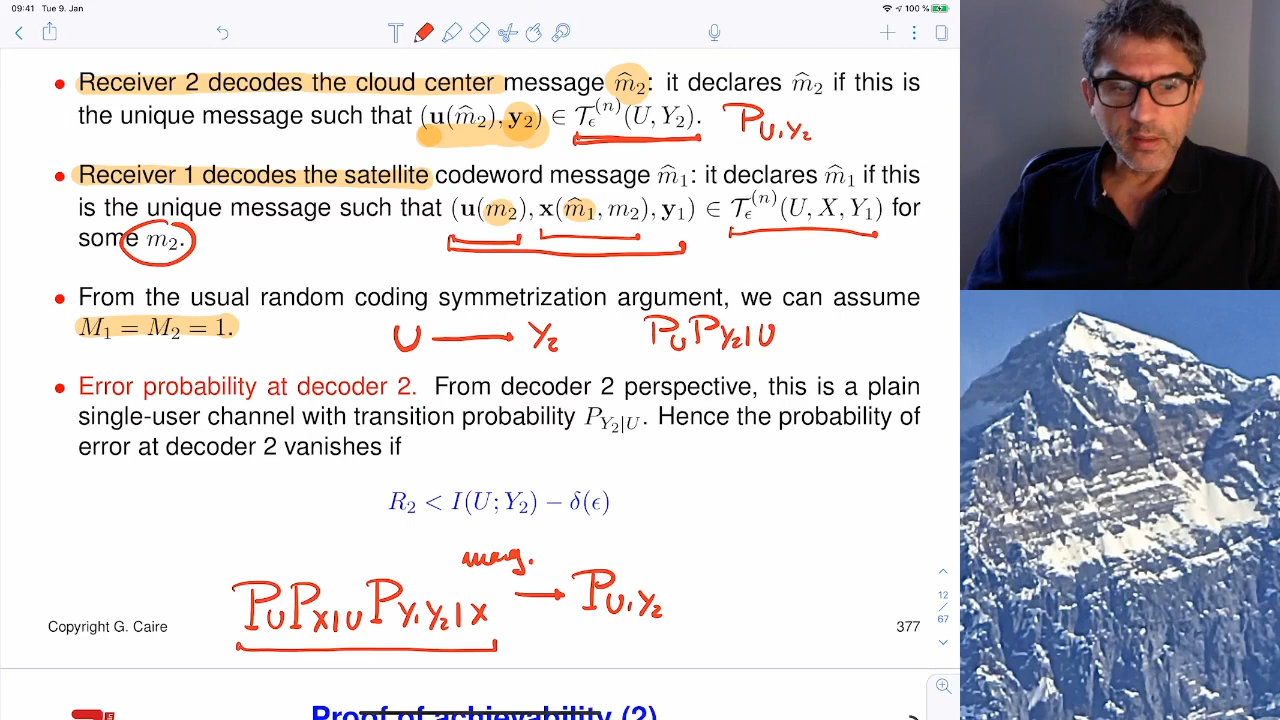 09:41 Tue 9. Jan
100 %
• Receiver 2 decodes the cloud center message m̂₂: it declares m̂₂ if this is
the unique message such that (u(m̂₂), y₂) ∈ 𝒯_ϵ^(n)(U, Y₂). P_{U,Y₂}
• Receiver 1 decodes the satellite codeword message m̂₁: it declares m̂₁ if this
is the unique message such that (u(m₂), x(m̂₁, m₂), y₁) ∈ 𝒯_ϵ^(n)(U, X, Y₁) for
some m₂.
• From the usual random coding symmetrization argument, we can assume
M₁ = M₂ = 1.
U → Y₂ P_U P_{Y₂|U}
• Error probability at decoder 2. From decoder 2 perspective, this is a plain
single-user channel with transition probability P_{Y₂|U}. Hence the probability of
error at decoder 2 vanishes if
R₂ < I(U; Y₂) − δ(ϵ)
marg.
P_U P_{X|U} P_{Y₁Y₂|X} → P_{U,Y₂}
12
/
67
Copyright G. Caire 377
Proof of achievability (2)